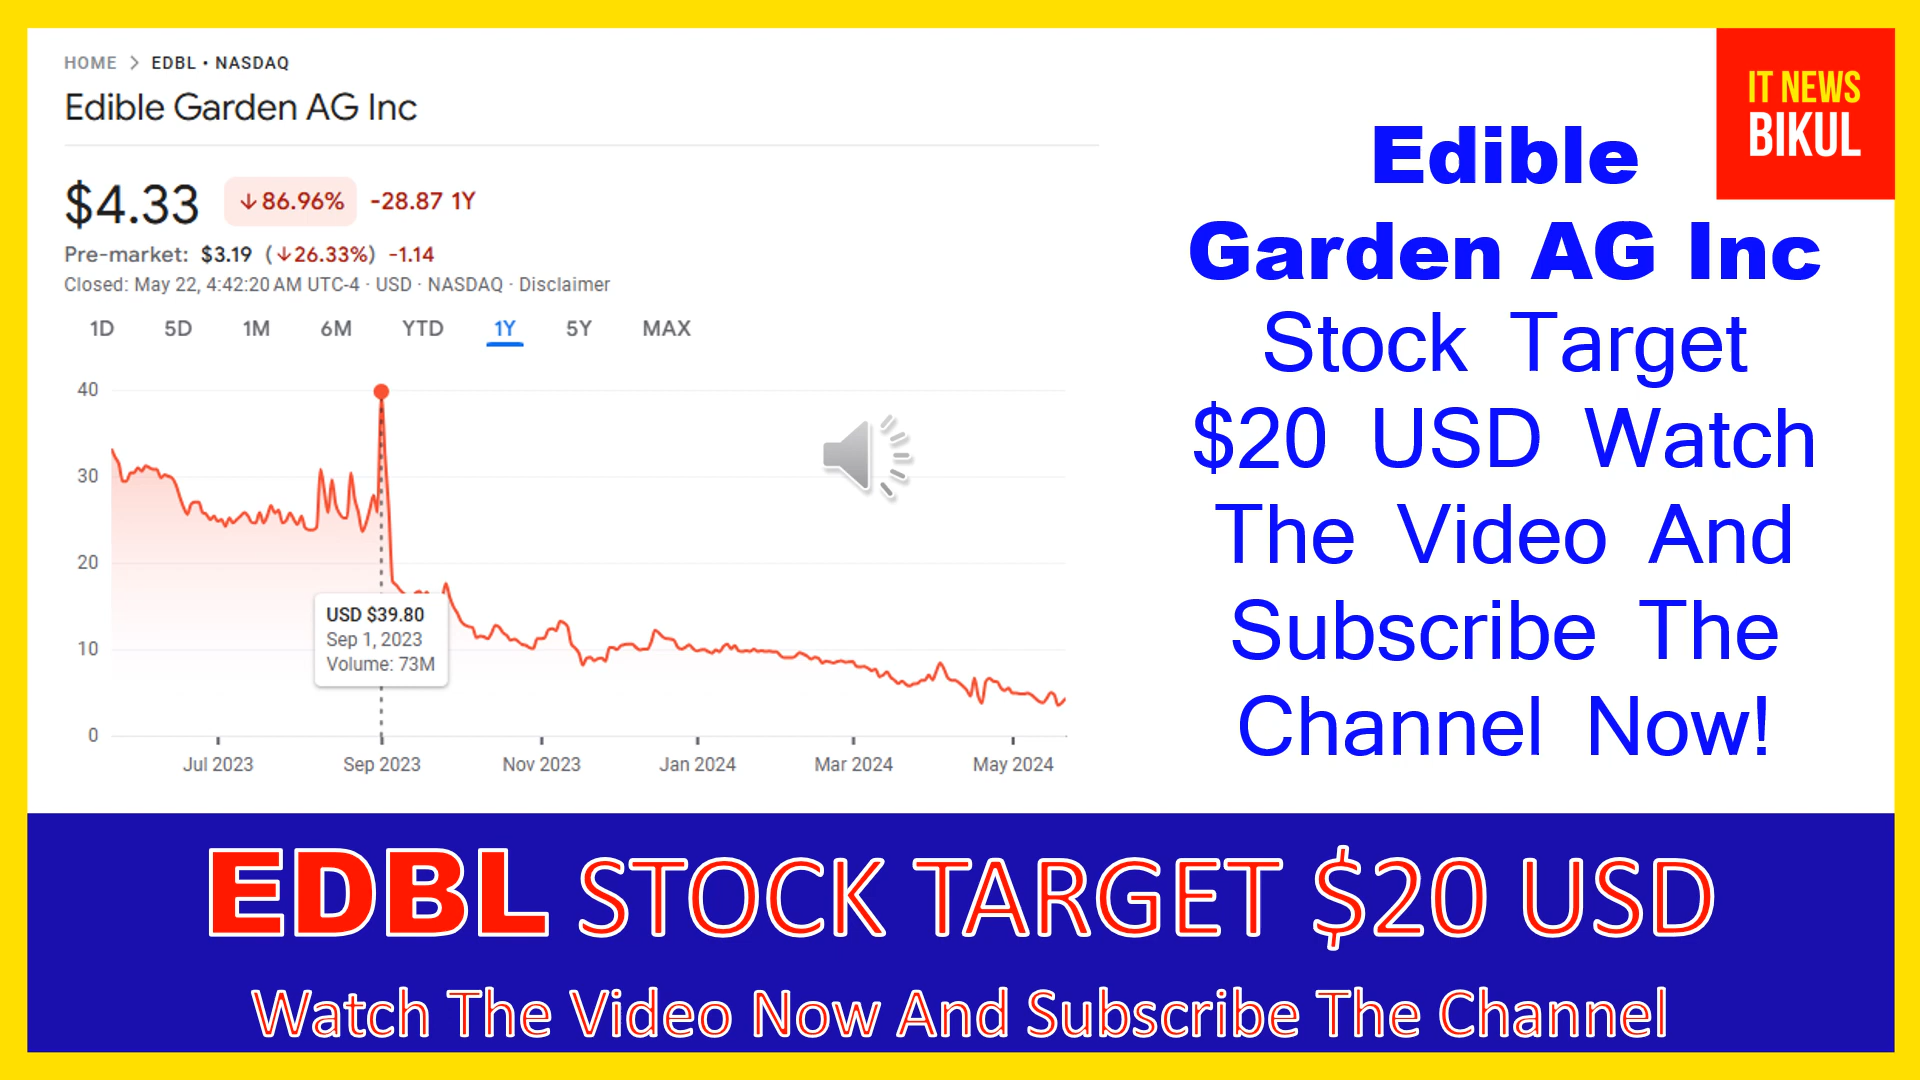 HOME > EDBL • NASDAQ
Edible Garden AG Inc
$4.33 ↓86.96% -28.87 1Y
Pre-market: $3.19 (↓26.33%) -1.14
Closed: May 22, 4:42:20 AM UTC-4 · USD · NASDAQ · Disclaimer
1D 5D 1M 6M YTD 1Y 5Y MAX
40
30
20
10
0
USD $39.80
Sep 1, 2023
Volume: 73M
Jul 2023 Sep 2023 Nov 2023 Jan 2024 Mar 2024 May 2024
IT NEWS
BIKUL
Edible
Garden AG Inc
Stock Target
$20 USD Watch
The Video And
Subscribe The
Channel Now!
EDBL STOCK TARGET $20 USD
Watch The Video Now And Subscribe The Channel